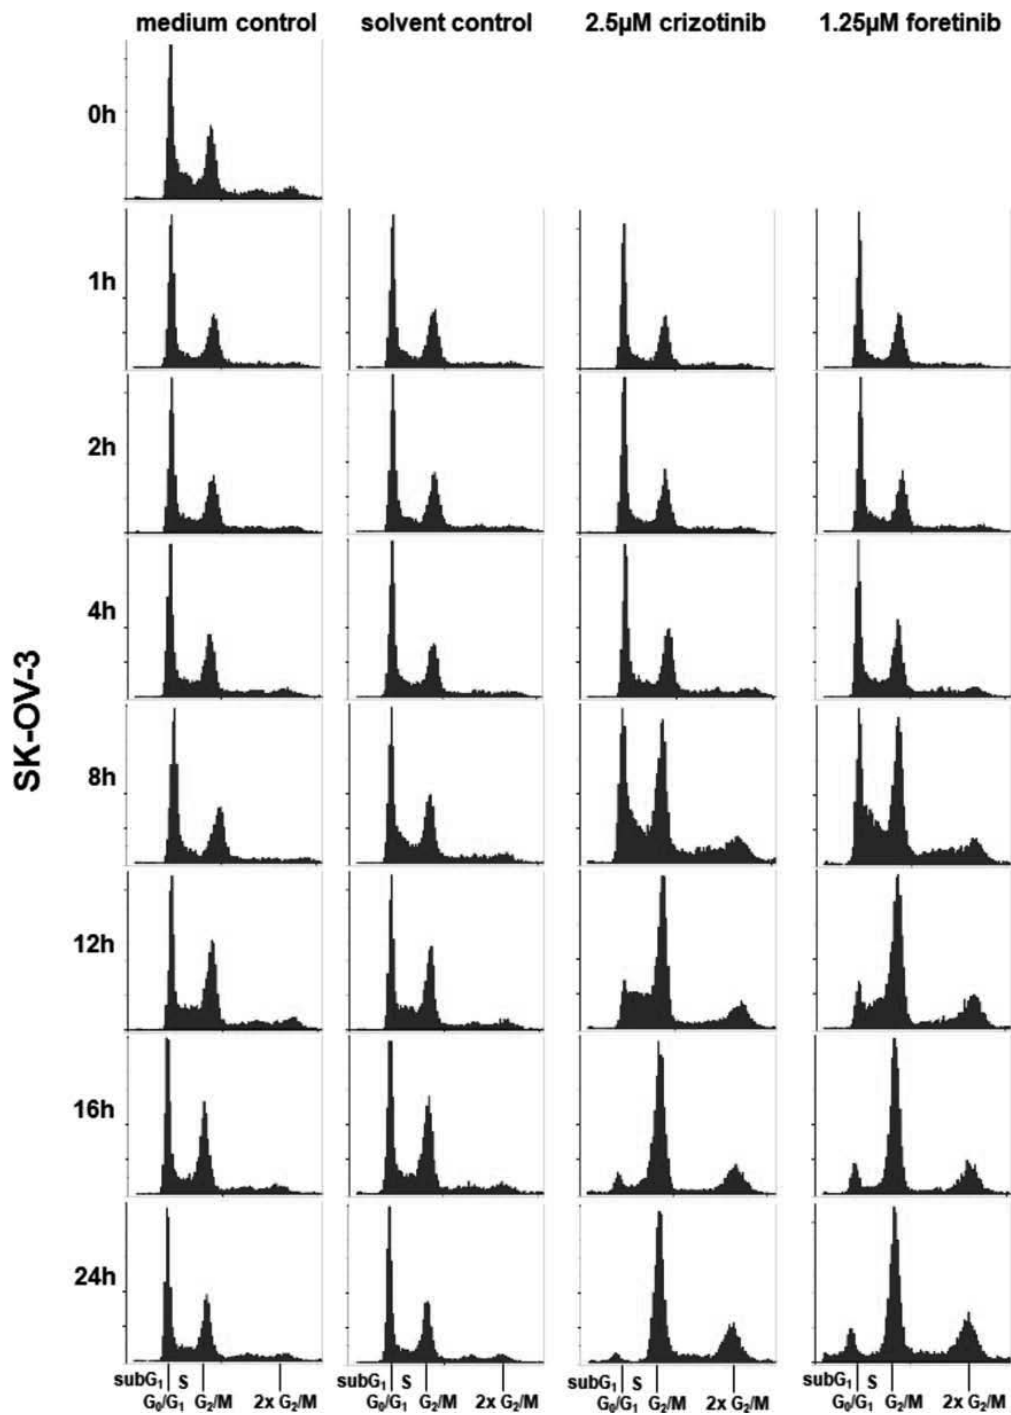 medium control solvent control 2.5µM crizotinib 1.25µM foretinib
0h
1h
2h
4h
SK-OV-3
8h
12h
16h
24h
subG₁ S subG₁ S subG₁ S subG₁ S
G₀/G₁ G₂/M 2x G₂/M G₀/G₁ G₂/M 2x G₂/M G₀/G₁ G₂/M 2x G₂/M G₀/G₁ G₂/M 2x G₂/M